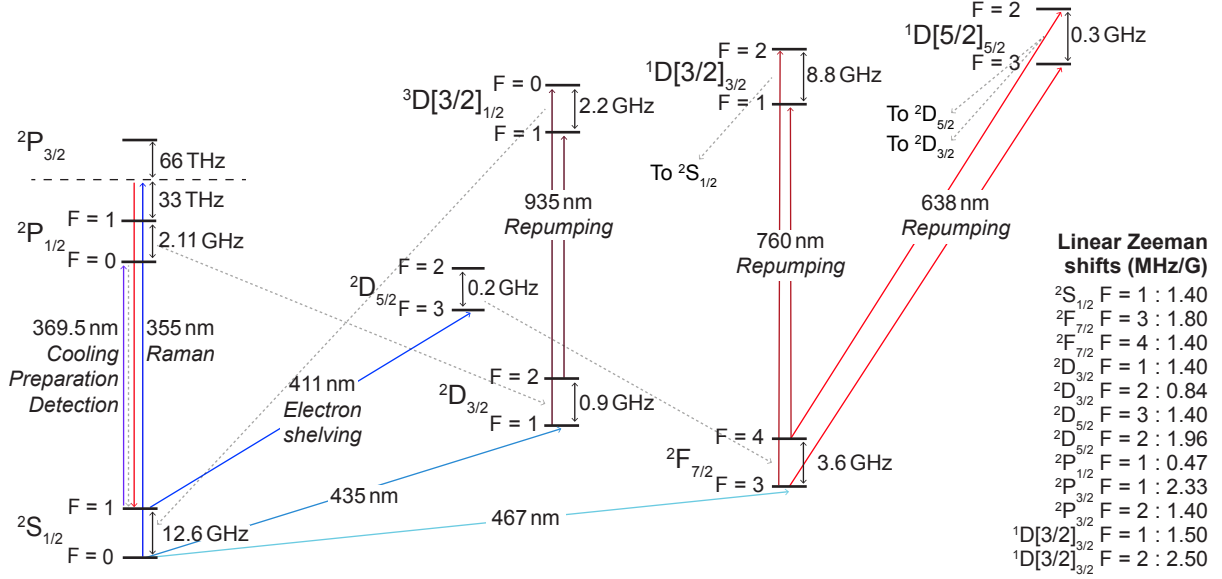 F = 2
¹D[5/2]₅/₂
0.3 GHz
F = 3
F = 2
¹D[3/2]₃/₂
8.8 GHz
F = 1
F = 0
³D[3/2]₁/₂
2.2 GHz
F = 1
To ²D₅/₂
To ²D₃/₂
To ²S₁/₂
²P₃/₂
66 THz
33 THz
F = 1
²P₁/₂
2.11 GHz
F = 0
935 nm
Repumping
638 nm
Repumping
760 nm
Repumping
F = 2
²D₅/₂
0.2 GHz
F = 3
369.5 nm
Cooling
Preparation
Detection
355 nm
Raman
411 nm
Electron
shelving
F = 2
²D₃/₂
0.9 GHz
F = 1
F = 4
²F₇/₂
3.6 GHz
F = 3
435 nm
467 nm
F = 1
²S₁/₂
12.6 GHz
F = 0
Linear Zeeman
shifts (MHz/G)
²S₁/₂ F = 1 : 1.40
²F₇/₂ F = 3 : 1.80
²F₇/₂ F = 4 : 1.40
²D₃/₂ F = 1 : 1.40
²D₃/₂ F = 2 : 0.84
²D₅/₂ F = 3 : 1.40
²D₅/₂ F = 2 : 1.96
²P₁/₂ F = 1 : 0.47
²P₃/₂ F = 1 : 2.33
²P₃/₂ F = 2 : 1.40
¹D[3/2]₃/₂ F = 1 : 1.50
¹D[3/2]₃/₂ F = 2 : 2.50